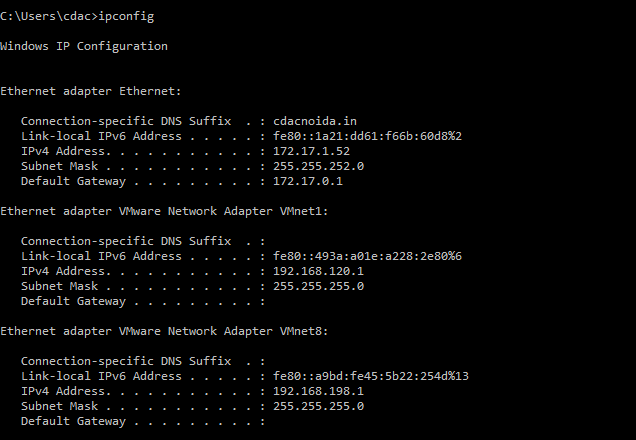 C:\Users\cdac>ipconfig
Windows IP Configuration
Ethernet adapter Ethernet:
Connection-specific DNS Suffix  . : cdacnoida.in
Link-local IPv6 Address . . . . . : fe80::1a21:dd61:f66b:60d8%2
IPv4 Address. . . . . . . . . . . : 172.17.1.52
Subnet Mask . . . . . . . . . . . : 255.255.252.0
Default Gateway . . . . . . . . . : 172.17.0.1
Ethernet adapter VMware Network Adapter VMnet1:
Connection-specific DNS Suffix  . :
Link-local IPv6 Address . . . . . : fe80::493a:a01e:a228:2e80%6
IPv4 Address. . . . . . . . . . . : 192.168.120.1
Subnet Mask . . . . . . . . . . . : 255.255.255.0
Default Gateway . . . . . . . . . :
Ethernet adapter VMware Network Adapter VMnet8:
Connection-specific DNS Suffix  . :
Link-local IPv6 Address . . . . . : fe80::a9bd:fe45:5b22:254d%13
IPv4 Address. . . . . . . . . . . : 192.168.198.1
Subnet Mask . . . . . . . . . . . : 255.255.255.0
Default Gateway . . . . . . . . . :